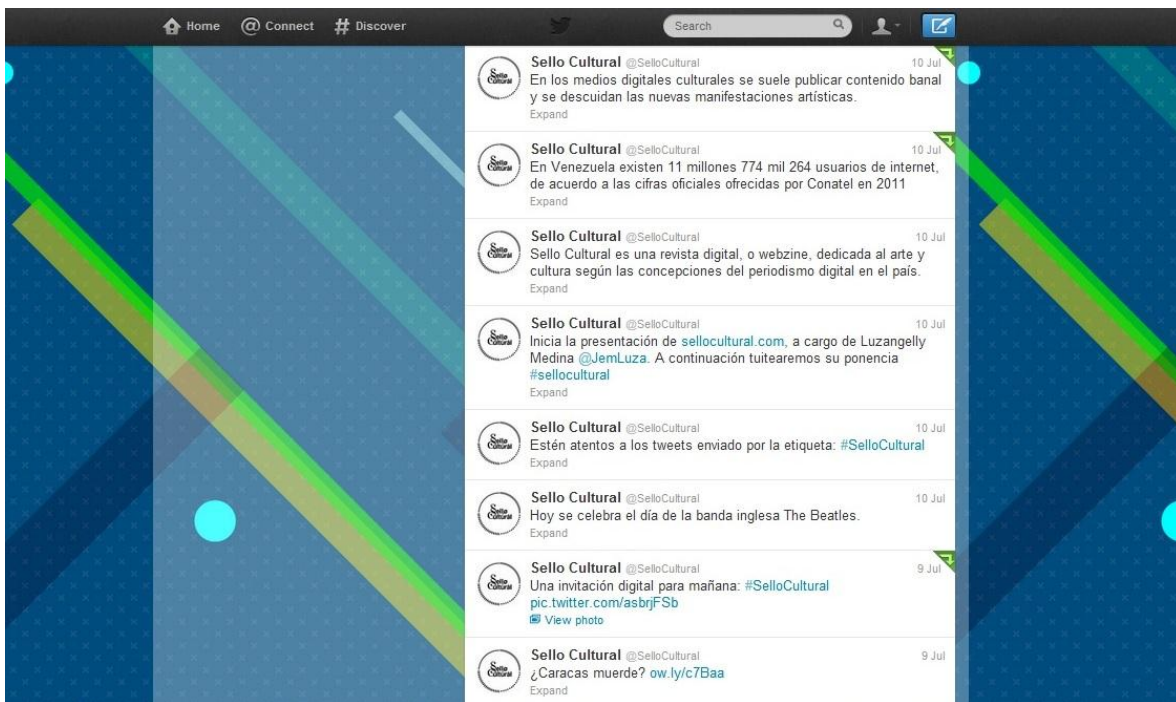 Home @ Connect # Discover Search
Sello Cultural @SelloCultural 10 Jul
En los medios digitales culturales se suele publicar contenido banal
y se descuidan las nuevas manifestaciones artísticas.
Expand
Sello Cultural @SelloCultural 10 Jul
En Venezuela existen 11 millones 774 mil 264 usuarios de internet,
de acuerdo a las cifras oficiales ofrecidas por Conatel en 2011
Expand
Sello Cultural @SelloCultural 10 Jul
Sello Cultural es una revista digital, o webzine, dedicada al arte y
cultura según las concepciones del periodismo digital en el país.
Expand
Sello Cultural @SelloCultural 10 Jul
Inicia la presentación de sellocultural.com, a cargo de Luzangelly
Medina @JemLuza. A continuación tuitearemos su ponencia
#sellocultural
Expand
Sello Cultural @SelloCultural 10 Jul
Estén atentos a los tweets enviado por la etiqueta: #SelloCultural
Expand
Sello Cultural @SelloCultural 10 Jul
Hoy se celebra el día de la banda inglesa The Beatles.
Expand
Sello Cultural @SelloCultural 9 Jul
Una invitación digital para mañana: #SelloCultural
pic.twitter.com/asbrjFSb
View photo
Sello Cultural @SelloCultural 9 Jul
¿Caracas muerde? ow.ly/c7Baa
Expand